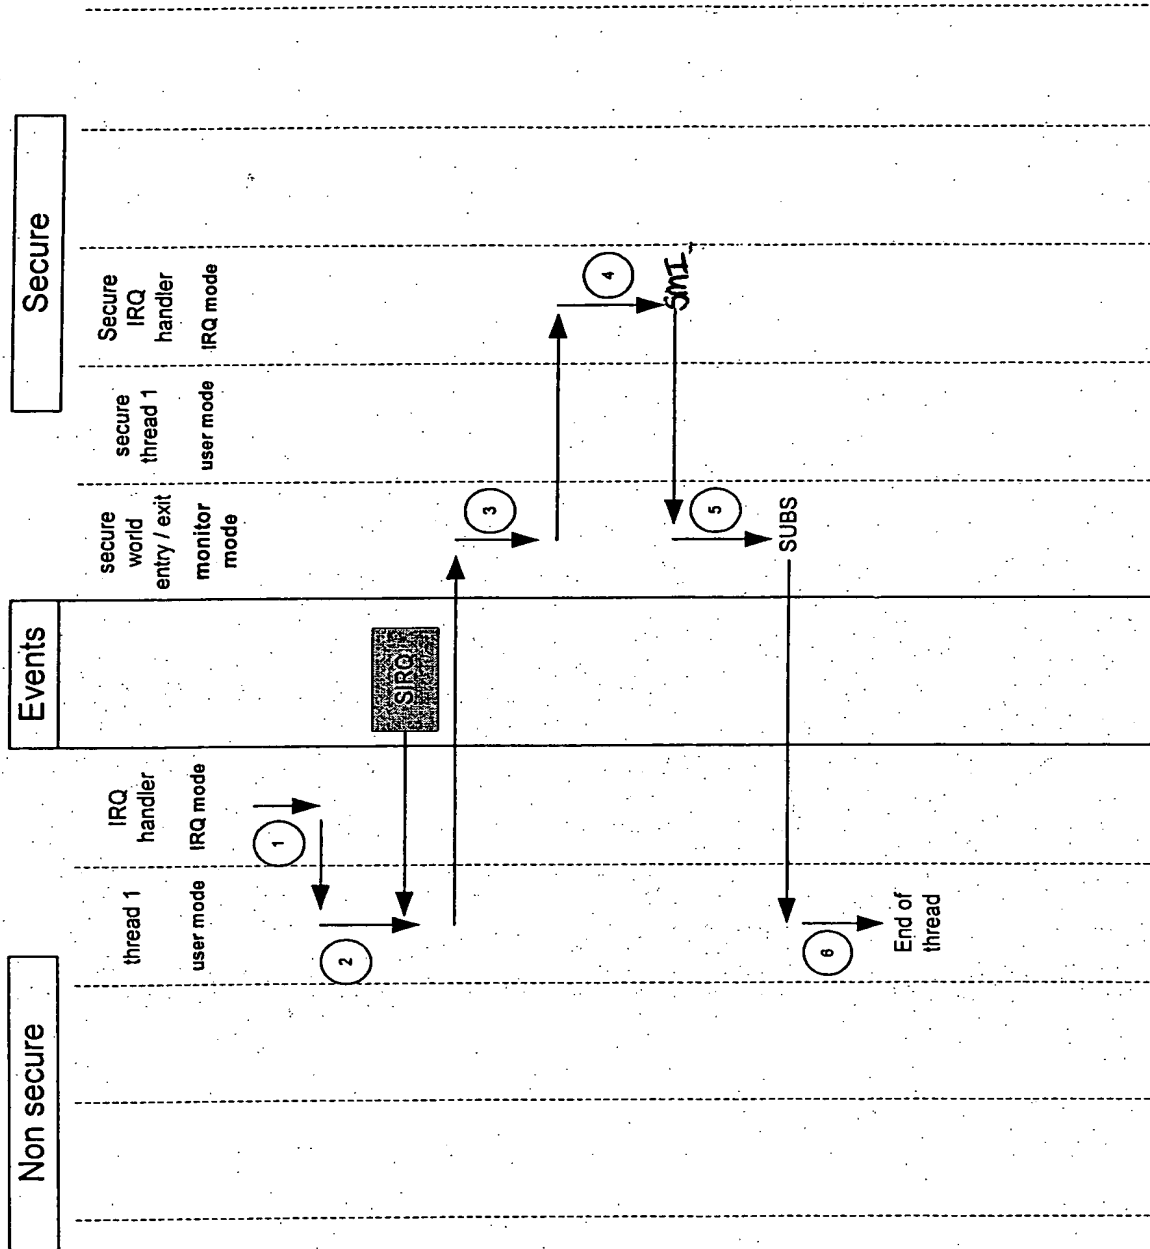 Non secure
Events
Secure
thread 1
user mode
IRQ
handler
IRQ mode
secure
world
entry / exit
monitor
mode
secure
thread 1
user mode
Secure
IRQ
handler
IRQ mode
1
2
SIRQ
3
4
SMI
5
SUBS
6
End of
thread